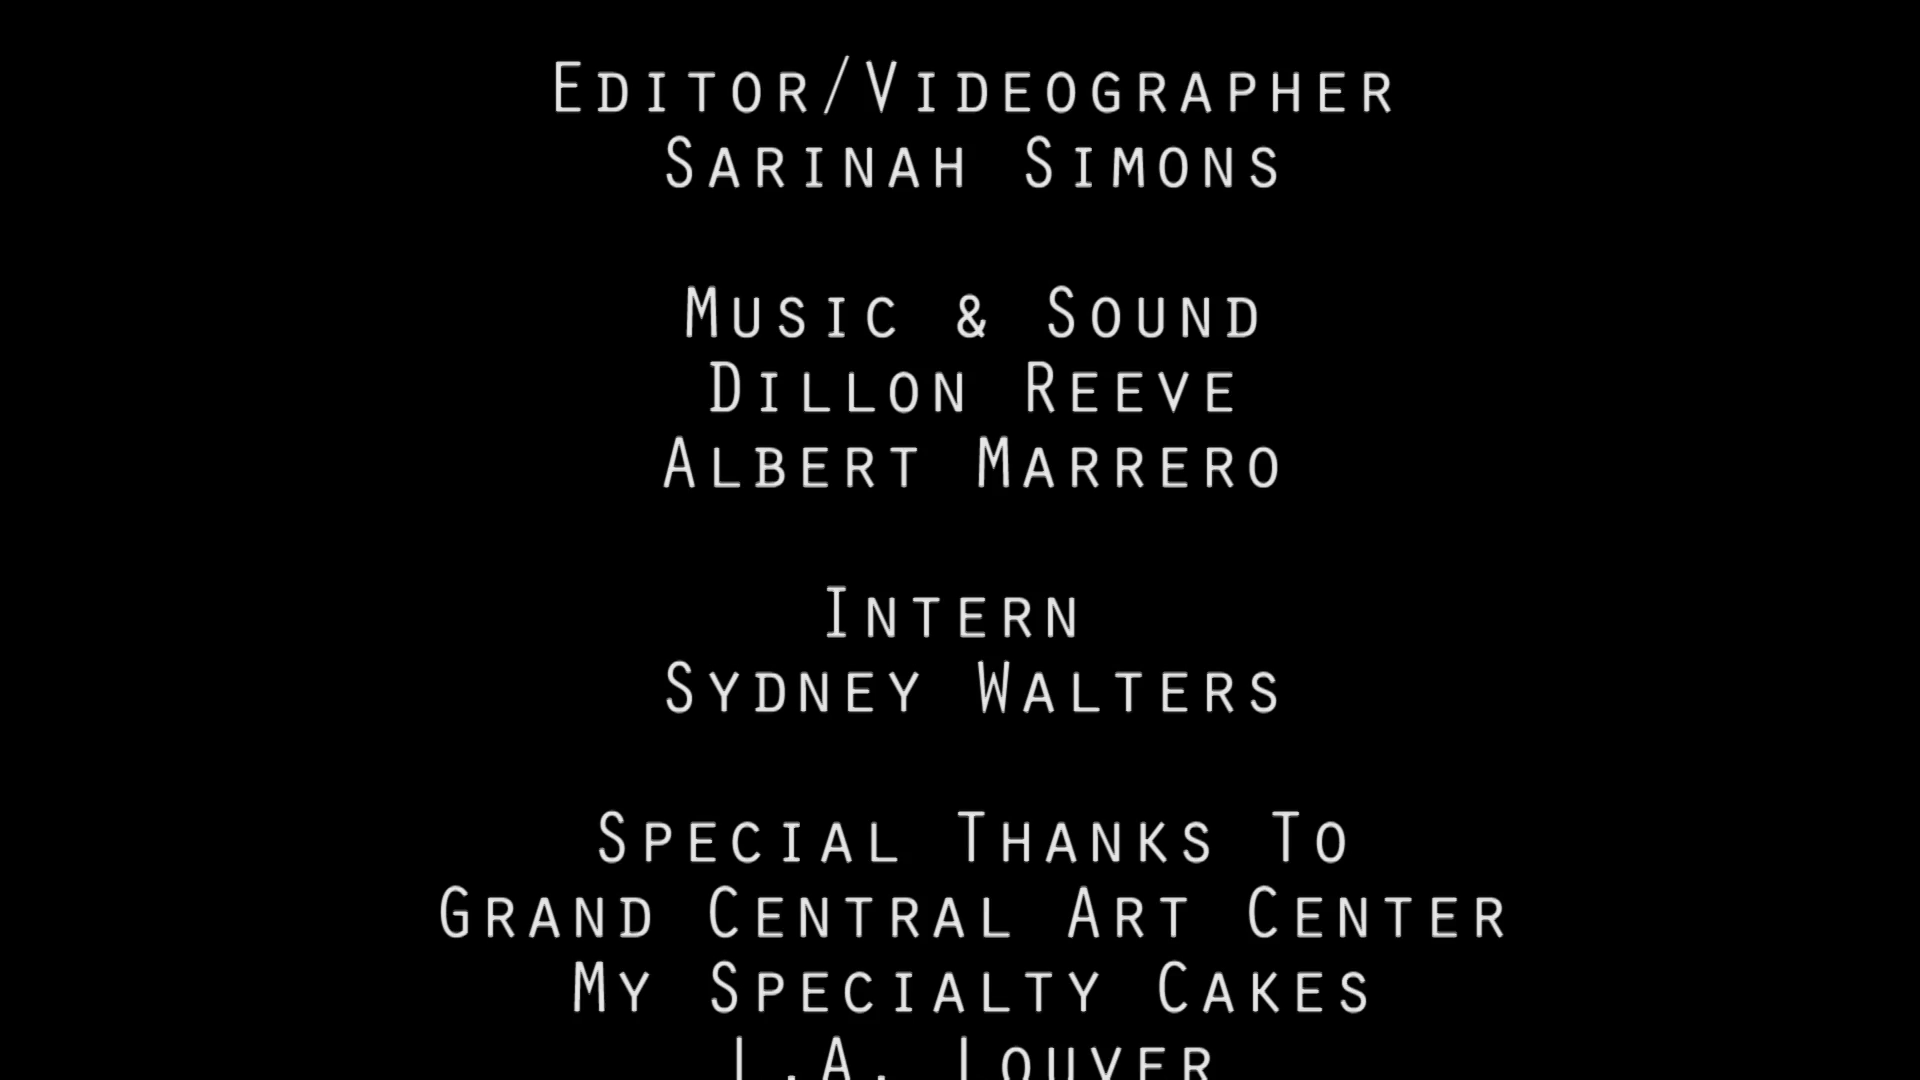 Editor/Videographer
Sarinah Simons
Music & Sound
Dillon Reeve
Albert Marrero
Intern
Sydney Walters
Special Thanks To
Grand Central Art Center
My Specialty Cakes
L.A. Louver